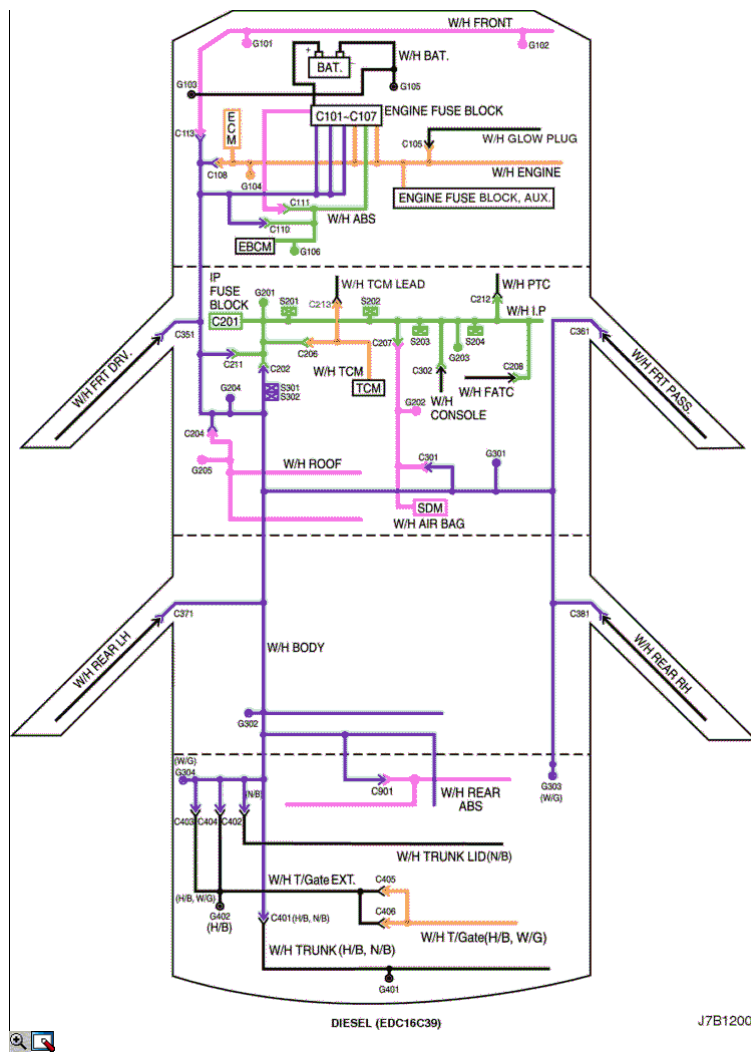 W/H FRONT
G101
G102
+
-
BAT.
W/H BAT.
G103
G105
ENGINE FUSE BLOCK
C101~C107
ECM
C113
C105
W/H GLOW PLUG
C108
G104
W/H ENGINE
ENGINE FUSE BLOCK, AUX.
C111
W/H ABS
C110
EBCM
G106
IP
FUSE
BLOCK
G201
S201
W/H TCM LEAD
S202
W/H PTC
C213
C212
W/H I.P
C201
C351
C206
C207
S203
S204
C361
C211
C202
G203
C302
C208
W/H TCM
W/H FATC
TCM
S301
S302
W/H
CONSOLE
G204
G202
W/H FRT DRV.
W/H FRT PASS.
C204
G205
W/H ROOF
C301
G301
SDM
W/H AIR BAG
C371
C381
W/H REAR LH
W/H BODY
W/H REAR RH
G302
(W/G)
G304
(N/B)
C901
W/H REAR
ABS
G303
(W/G)
C403
C404
C402
W/H TRUNK LID(N/B)
W/H T/Gate EXT.
C405
(H/B, W/G)
G402
(H/B)
C406
C401(H/B, N/B)
W/H T/Gate(H/B, W/G)
W/H TRUNK (H/B, N/B)
G401
DIESEL (EDC16C39)
J7B1200